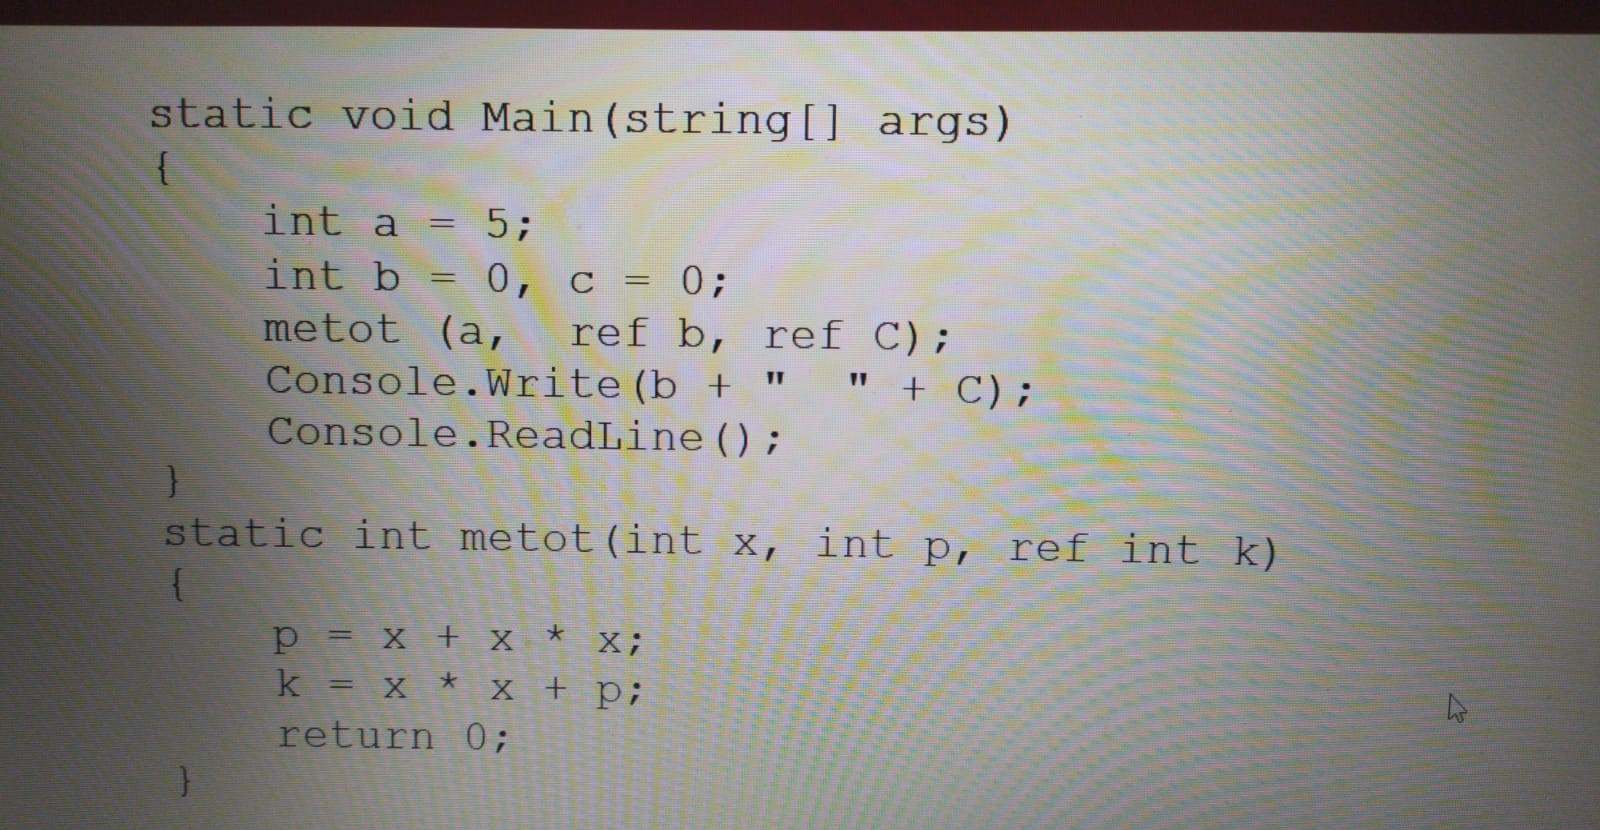 static void Main(string[] args)
{
int a = 5;
int b = 0, c = 0;
metot (a, ref b, ref C);
Console.Write(b + " " + C);
Console.ReadLine();
}
static int metot(int x, int p, ref int k)
{
p = x + x * x;
k = x * x + p;
return 0;
}